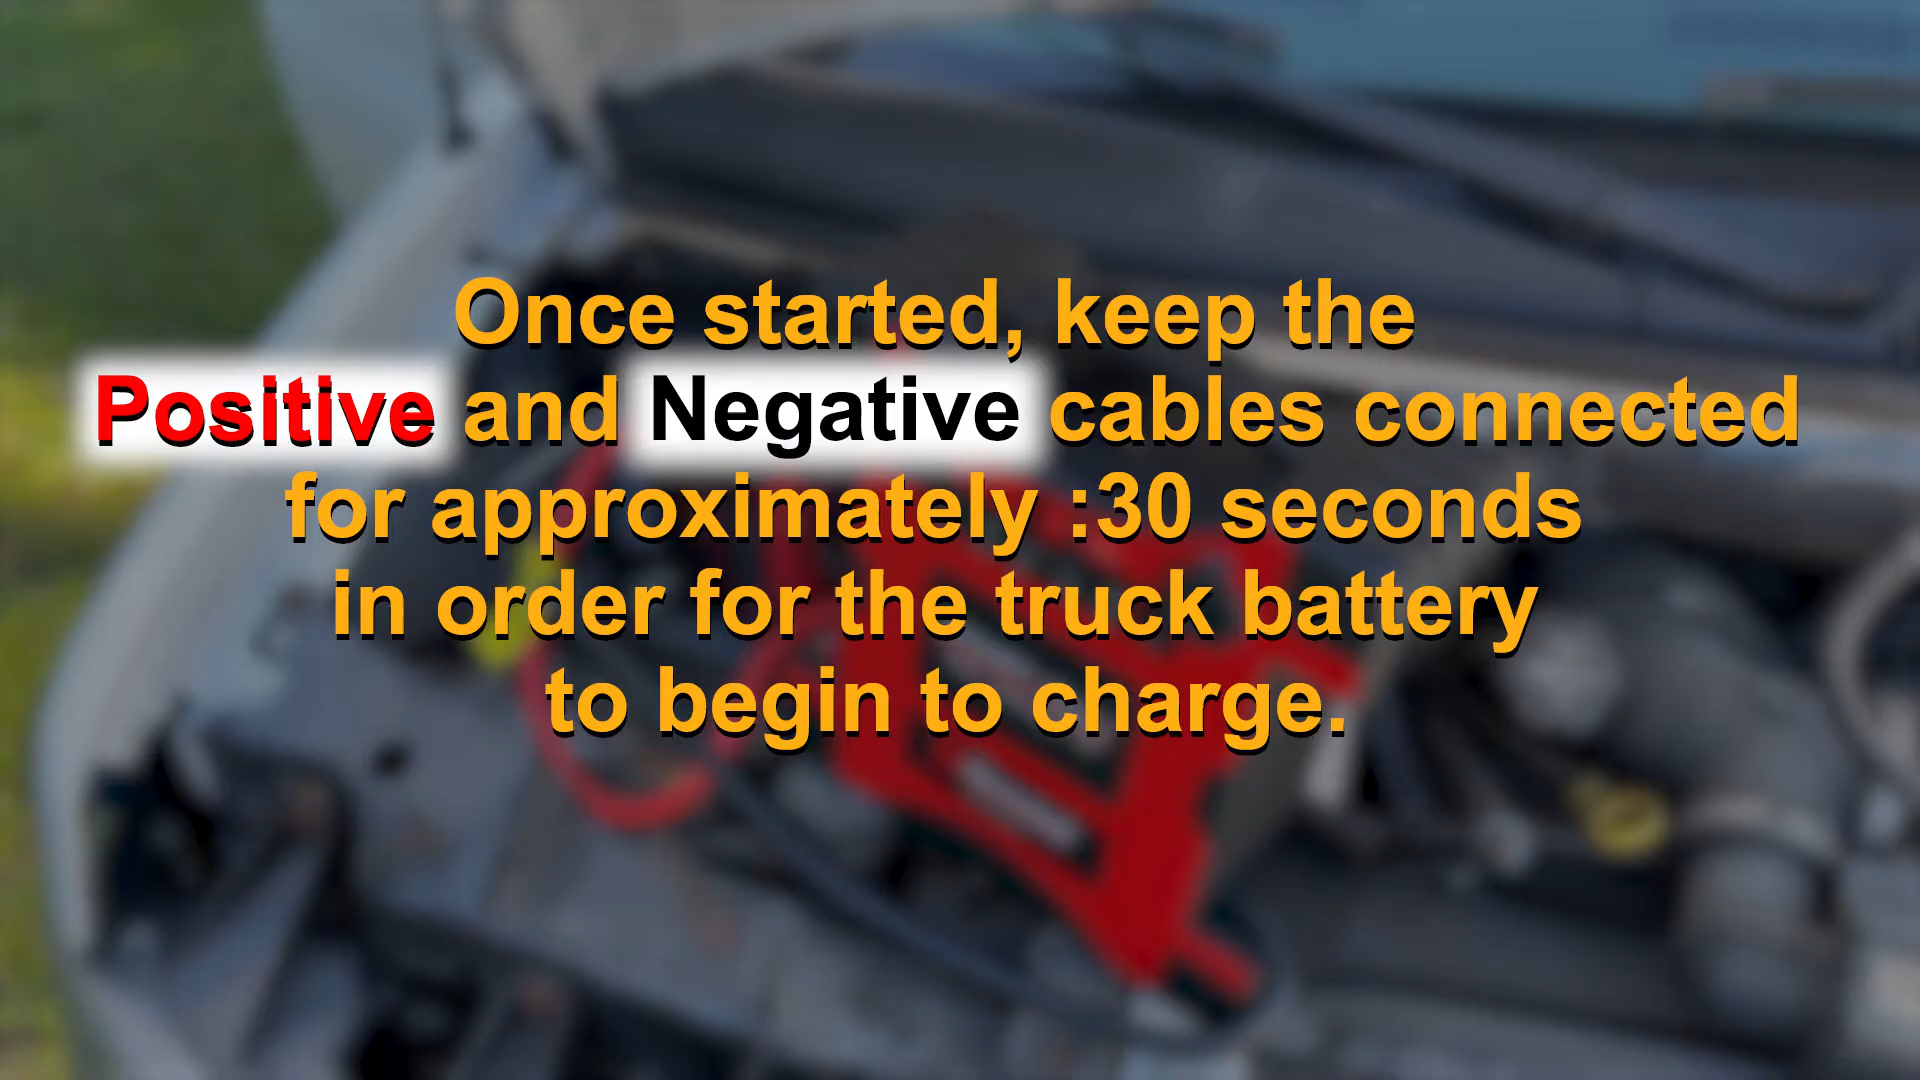 Once started, keep the
Positive and Negative cables connected
for approximately :30 seconds
in order for the truck battery
to begin to charge.